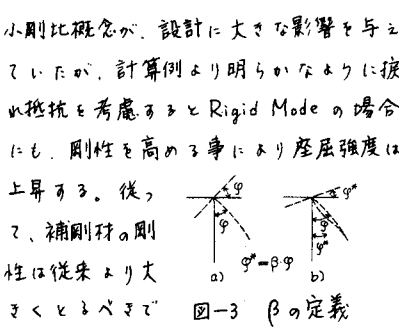 小剛比概念が、設計に大きな影響を与え
ていたが、計算例より明らかなように捩
れ抵抗を考慮するとRigid Modeの場合
にも、剛性を高める事により座屈強度は
上昇する。従っ
て、補剛材の剛
性は従来より大
きくとるべきで
φ
φ
a)
φ*
φ
φ*
b)
φ*=β・φ
図-3 βの定義